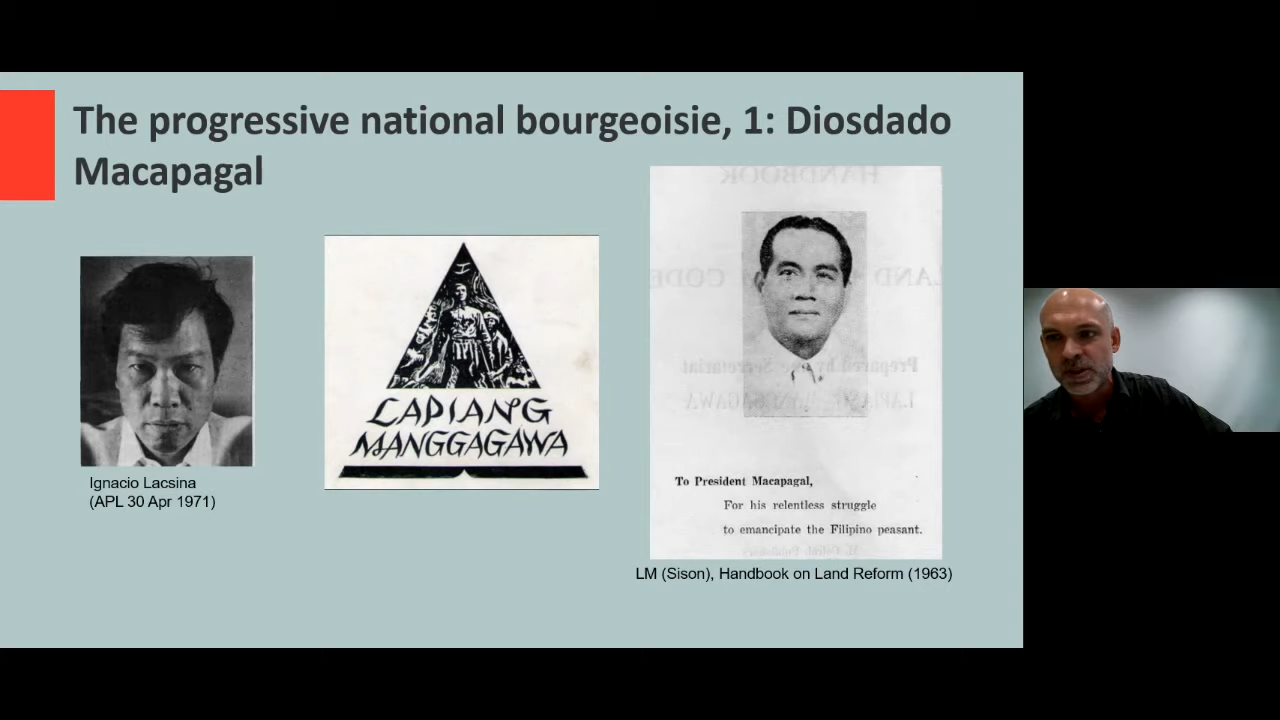 The progressive national bourgeoisie, 1: Diosdado
Macapagal
Ignacio Lacsina
(APL 30 Apr 1971)
LAPIANG
MANGGAGAWA
HANDBOOK
To President Macapagal,
For his relentless struggle
to emancipate the Filipino peasant.
LM (Sison), Handbook on Land Reform (1963)